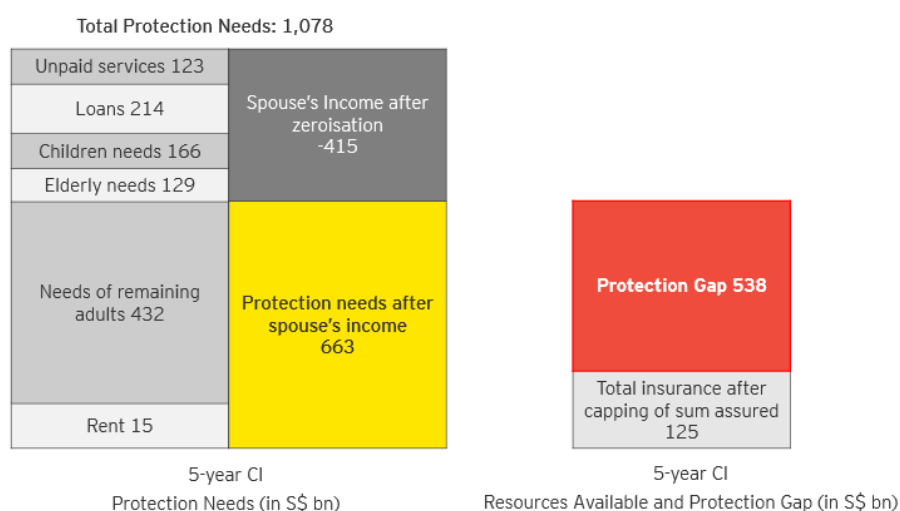 Total Protection Needs: 1,078
Unpaid services 123
Loans 214
Children needs 166
Elderly needs 129
Needs of remaining
adults 432
Rent 15
Spouse's Income after
zeroisation
-415
Protection needs after
spouse's income
663
5-year CI
Protection Needs (in S$ bn)
Protection Gap 538
Total insurance after
capping of sum assured
125
5-year CI
Resources Available and Protection Gap (in S$ bn)